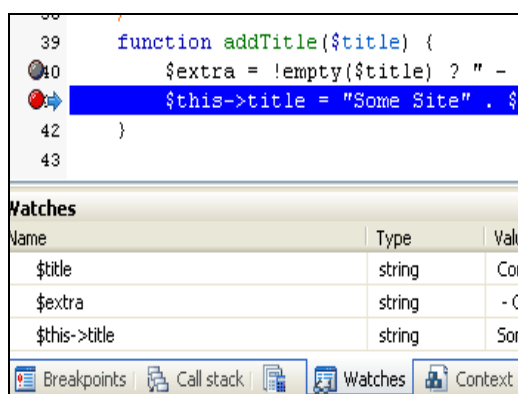 39 function addTitle($title) {
40 $extra = !empty($title) ? " -
$this->title = "Some Site" . $
42 }
43
Watches
Name Type
$title string
$extra string -
$this->title string
Breakpoints Call stack Watches Context